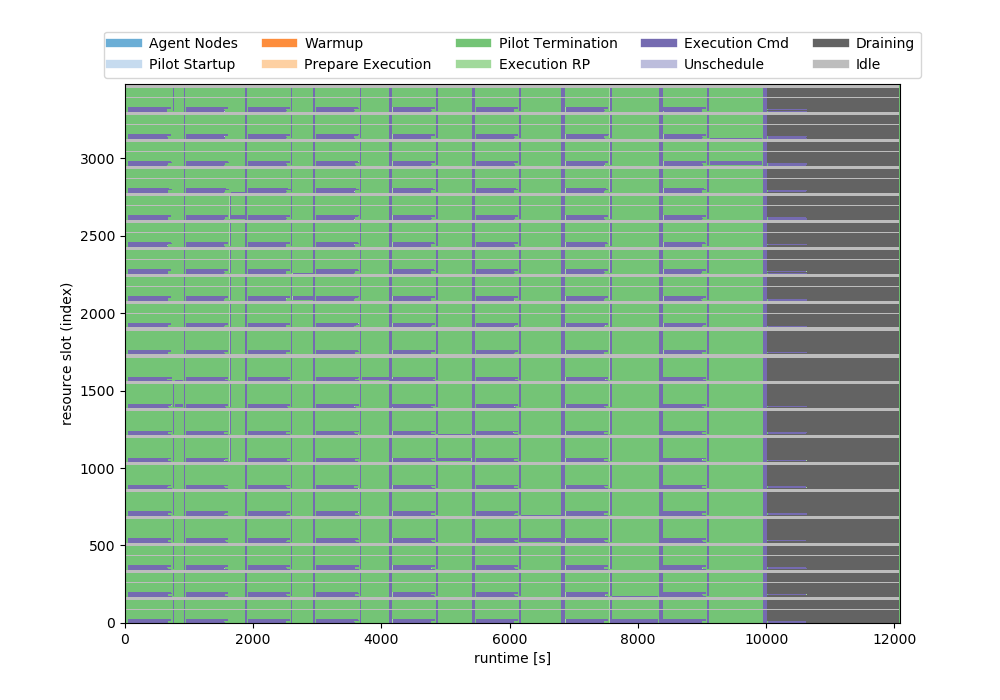 Agent Nodes Warmup Pilot Termination Execution Cmd Draining
Pilot Startup Prepare Execution Execution RP Unschedule Idle
3000
2500
2000
1500
1000
500
0
resource slot (index)
0 2000 4000 6000 8000 10000 12000
runtime [s]